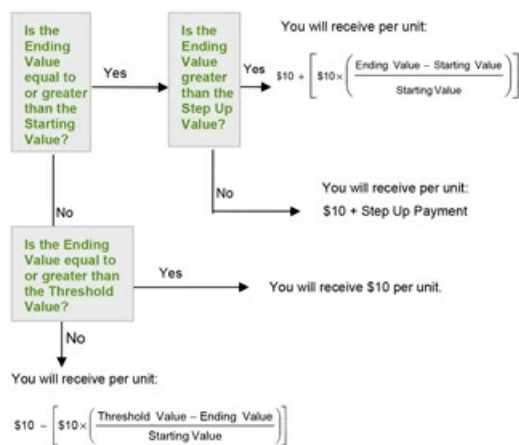 Is the
Ending
Value
equal to
or greater
than the
Starting
Value?
Yes
Is the
Ending
Value
greater
than the
Step Up
Value?
Yes
You will receive per unit:
$10 + [ $10 × ( Ending Value – Starting Value / Starting Value ) ]
No
You will receive per unit:
$10 + Step Up Payment
No
Is the Ending
Value equal to
or greater than
the Threshold
Value?
Yes
You will receive $10 per unit.
No
You will receive per unit:
$10 – [ $10 × ( Threshold Value – Ending Value / Starting Value ) ]